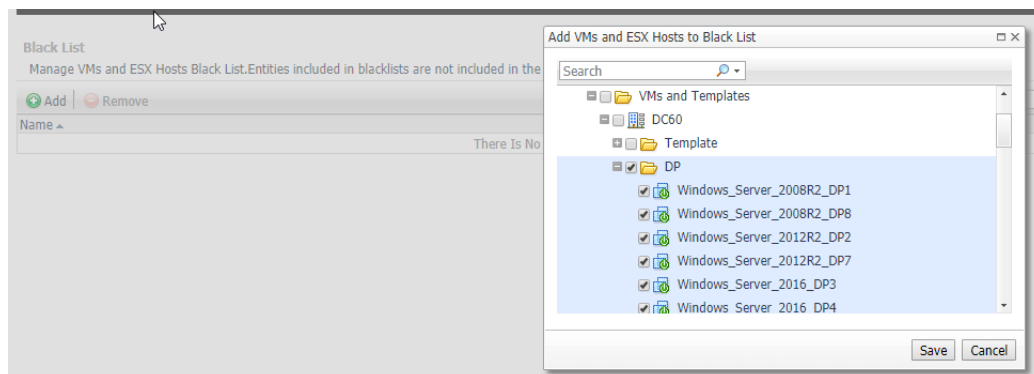 Black List
Manage VMs and ESX Hosts Black List.Entities included in blacklists are not included in the
Add
Remove
Name
There Is No
Add VMs and ESX Hosts to Black List
Search
VMs and Templates
DC60
Template
DP
Windows_Server_2008R2_DP1
Windows_Server_2008R2_DP8
Windows_Server_2012R2_DP2
Windows_Server_2012R2_DP7
Windows_Server_2016_DP3
Windows_Server_2016_DP4
Save
Cancel